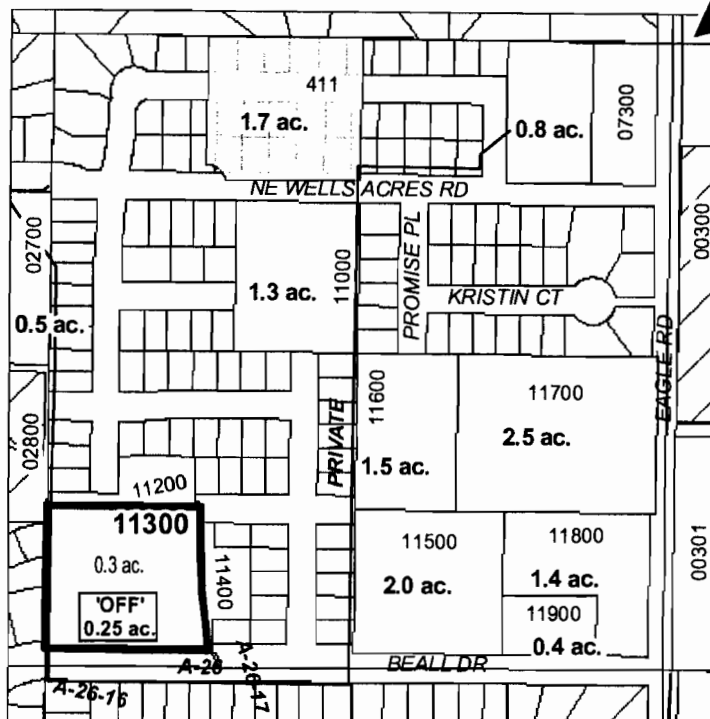 411
1.7 ac.
0.8 ac.
07300
NE WELLS ACRES RD
02700
11000
PROMISE PL
00300
1.3 ac.
KRISTIN CT
0.5 ac.
EAGLE RD
11600
11700
PRIVATE
2.5 ac.
02800
1.5 ac.
11200
11300
11500
11800
00301
0.3 ac.
11400
2.0 ac.
1.4 ac.
'OFF'
0.25 ac.
11900
0.4 ac.
A-26
BEALL DR
A-26-16
A-26-17